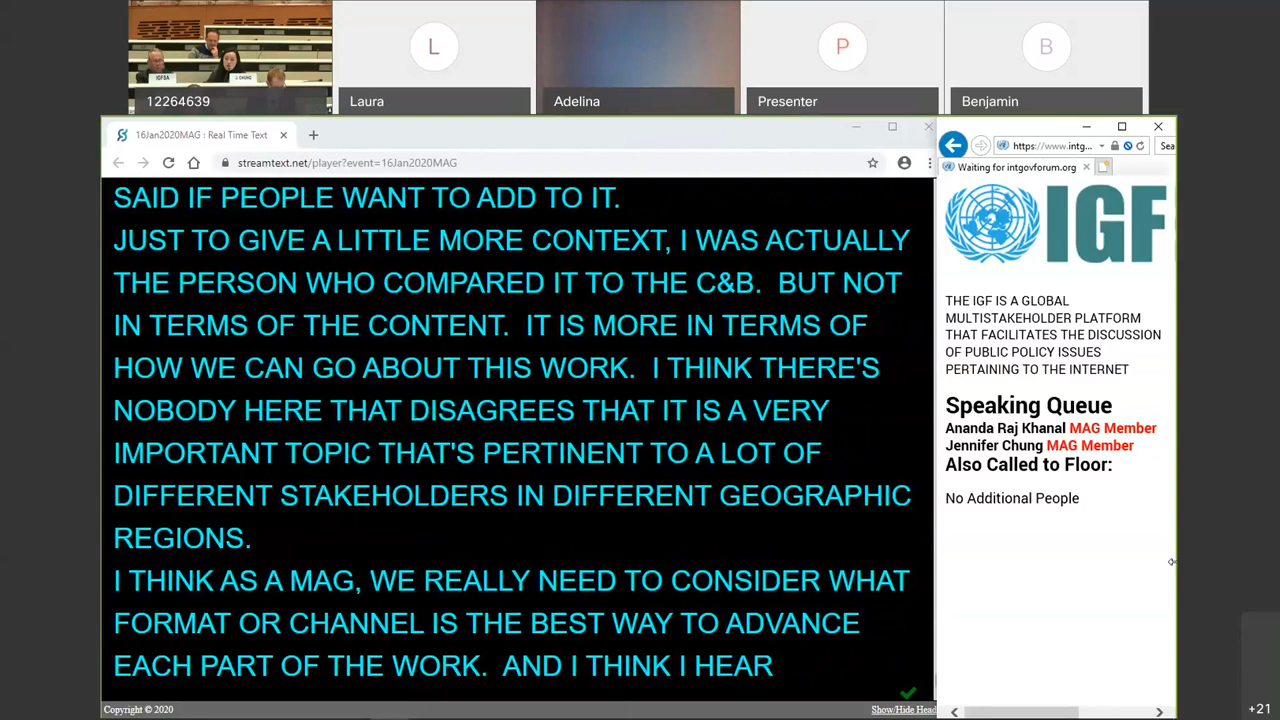 IGFSA
J. CHUNG
L
P
B
12264639
Laura
Adelina
Presenter
Benjamin
16Jan2020MAG : Real Time Text
streamtext.net/player?event=16Jan2020MAG
SAID IF PEOPLE WANT TO ADD TO IT.
JUST TO GIVE A LITTLE MORE CONTEXT, I WAS ACTUALLY
THE PERSON WHO COMPARED IT TO THE C&B.  BUT NOT
IN TERMS OF THE CONTENT.  IT IS MORE IN TERMS OF
HOW WE CAN GO ABOUT THIS WORK.  I THINK THERE'S
NOBODY HERE THAT DISAGREES THAT IT IS A VERY
IMPORTANT TOPIC THAT'S PERTINENT TO A LOT OF
DIFFERENT STAKEHOLDERS IN DIFFERENT GEOGRAPHIC
REGIONS.
I THINK AS A MAG, WE REALLY NEED TO CONSIDER WHAT
FORMAT OR CHANNEL IS THE BEST WAY TO ADVANCE
EACH PART OF THE WORK.  AND I THINK I HEAR
Copyright © 2020
Show/Hide Head
https://www.intg...
Sea
Waiting for intgovforum.org
IGF
THE IGF IS A GLOBAL
MULTISTAKEHOLDER PLATFORM
THAT FACILITATES THE DISCUSSION
OF PUBLIC POLICY ISSUES
PERTAINING TO THE INTERNET
Speaking Queue
Ananda Raj Khanal MAG Member
Jennifer Chung MAG Member
Also Called to Floor:
No Additional People
+21